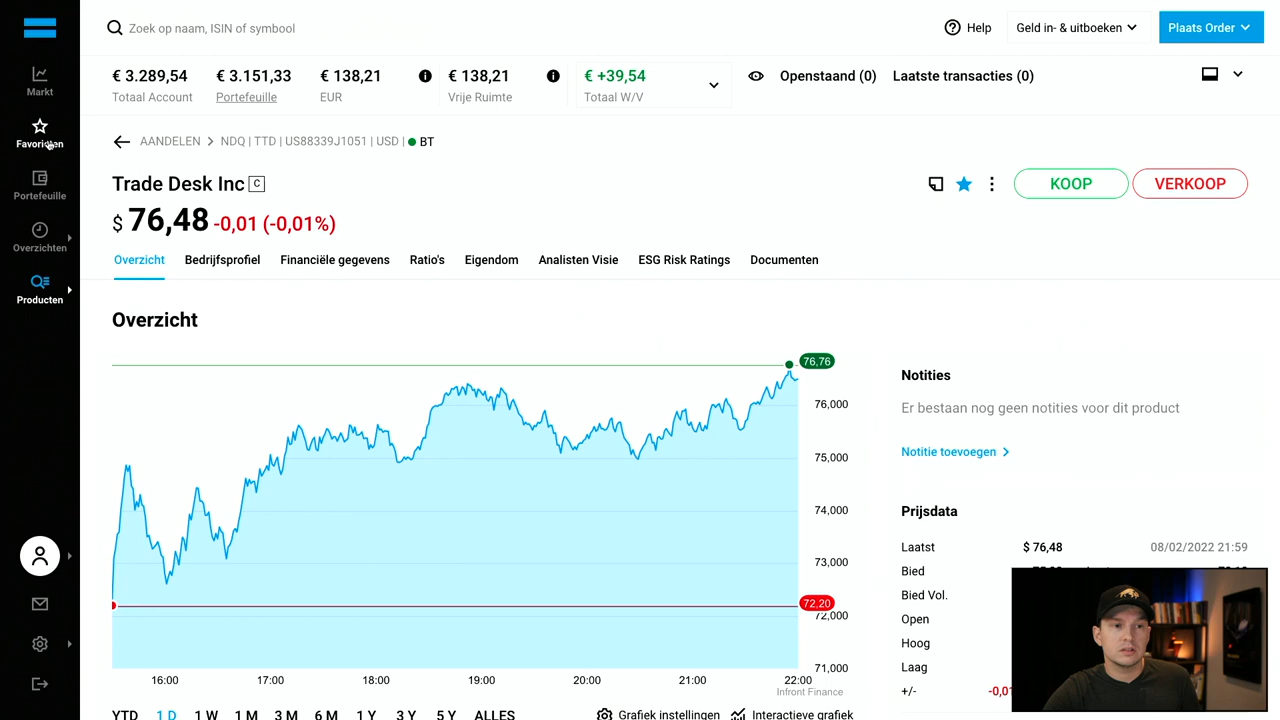 Zoek op naam, ISIN of symbool
Help
Geld in- & uitboeken
Plaats Order
Markt
Favorieten
Portefeuille
Overzichten
Producten
€ 3.289,54
Totaal Account
€ 3.151,33
Portefeuille
€ 138,21
EUR
€ 138,21
Vrije Ruimte
€ +39,54
Totaal W/V
Openstaand (0)
Laatste transacties (0)
AANDELEN
NDQ | TTD | US88339J1051 | USD |
BT
Trade Desk Inc C
$ 76,48 -0,01 (-0,01%)
KOOP
VERKOOP
Overzicht
Bedrijfsprofiel
Financiële gegevens
Ratio's
Eigendom
Analisten Visie
ESG Risk Ratings
Documenten
Overzicht
76,76
76,000
75,000
74,000
73,000
72,20
72,000
71,000
16:00
17:00
18:00
19:00
20:00
21:00
22:00
Infront Finance
YTD
1 D
1 W
1 M
3 M
6 M
1 Y
3 Y
5 Y
ALLES
Grafiek instellingen
Interactieve grafiek
Notities
Er bestaan nog geen notities voor dit product
Notitie toevoegen
Prijsdata
Laatst $ 76,48 08/02/2022 21:59
Bied
Bied Vol.
Open
Hoog
Laag
+/- -0,01